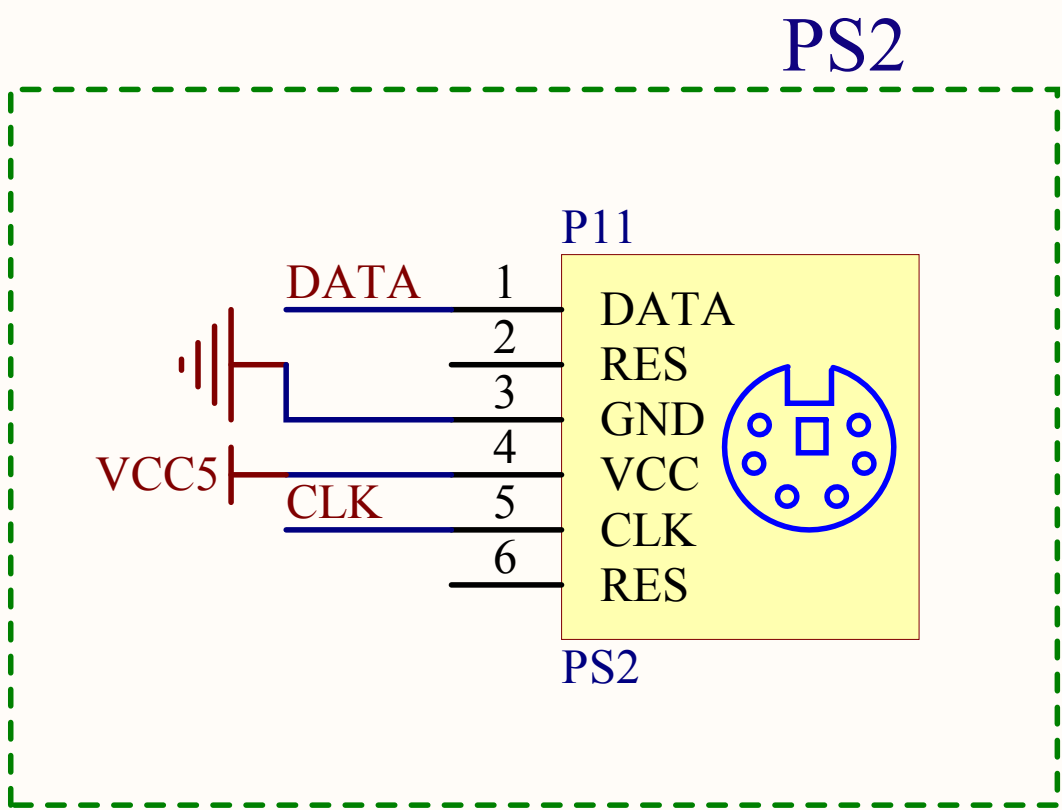 PS2
P11
DATA 1 DATA
2 RES
3 GND
VCC5 4 VCC
CLK 5 CLK
6 RES
PS2